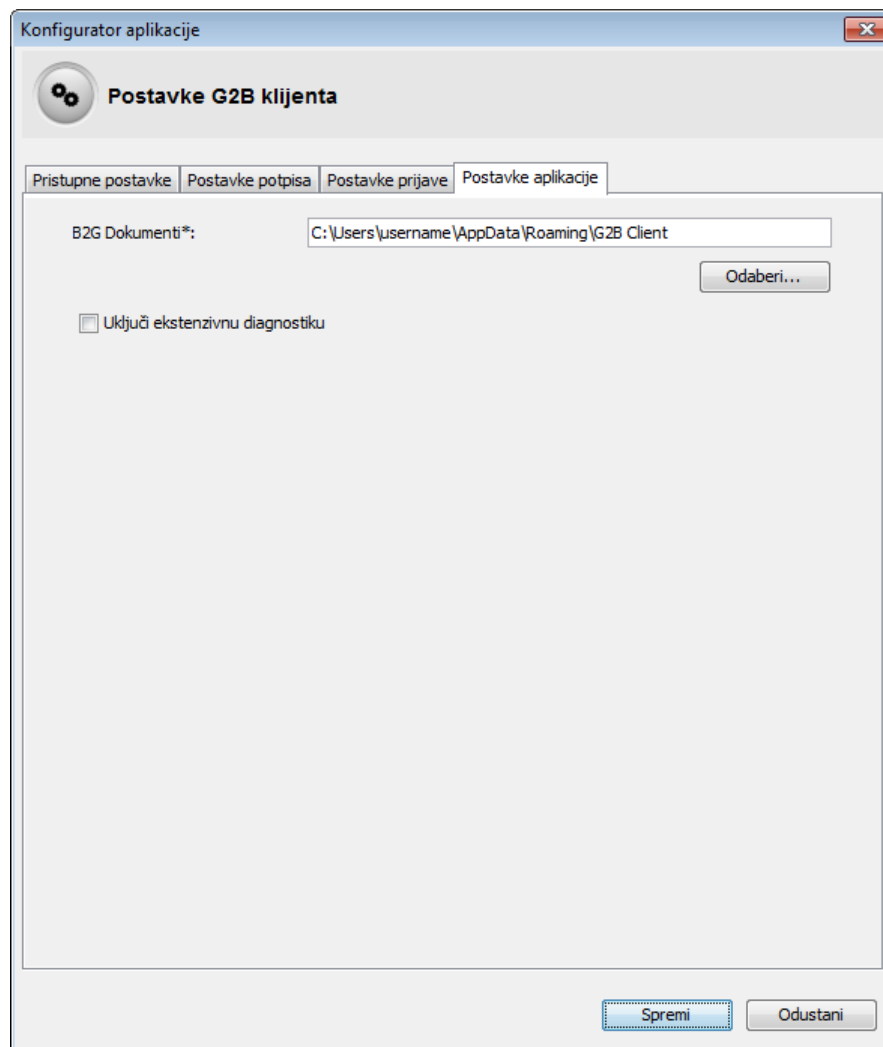 Konfigurator aplikacije
Postavke G2B klijenta
Pristupne postavke Postavke potpisa Postavke prijave Postavke aplikacije
B2G Dokumenti*: C:\Users\username\AppData\Roaming\G2B Client
Odaberi...
Uključi ekstenzivnu diagnostiku
Spremi Odustani